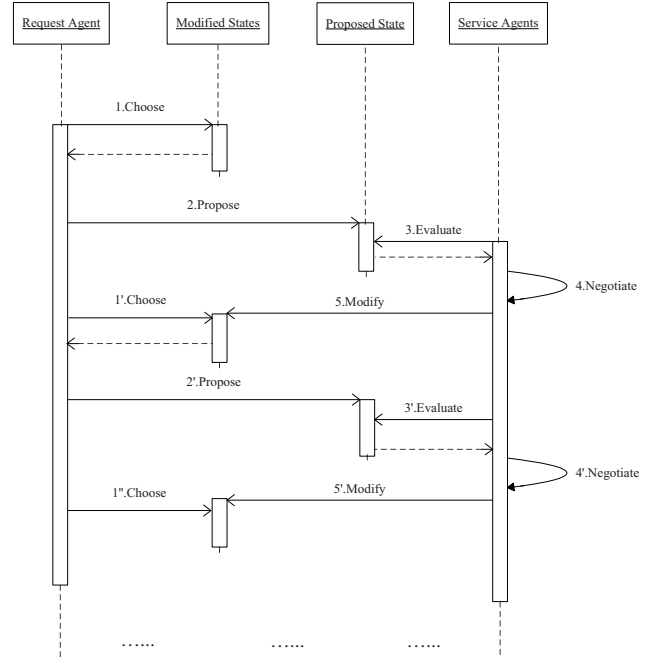 Request Agent
Modified States
Proposed State
Service Agents
1.Choose
2.Propose
3.Evaluate
4.Negotiate
1'.Choose
5.Modify
2'.Propose
3'.Evaluate
4'.Negotiate
1''.Choose
5'.Modify
…... …... …...